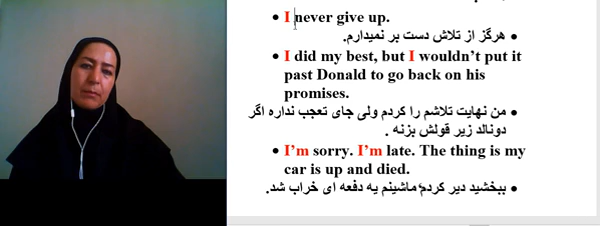 • I never give up.
• هرگز از تلاش دست بر نمیدارم.
• I did my best, but I wouldn't put it
past Donald to go back on his
promises.
• من نهایت تلاشم را کردم ولی جای تعجب نداره اگر
دونالد زیر قولش بزنه .
• I'm sorry. I'm late. The thing is my
car is up and died.
• ببخشید دیر کردم؛ ماشینم یه دفعه ای خراب شد.